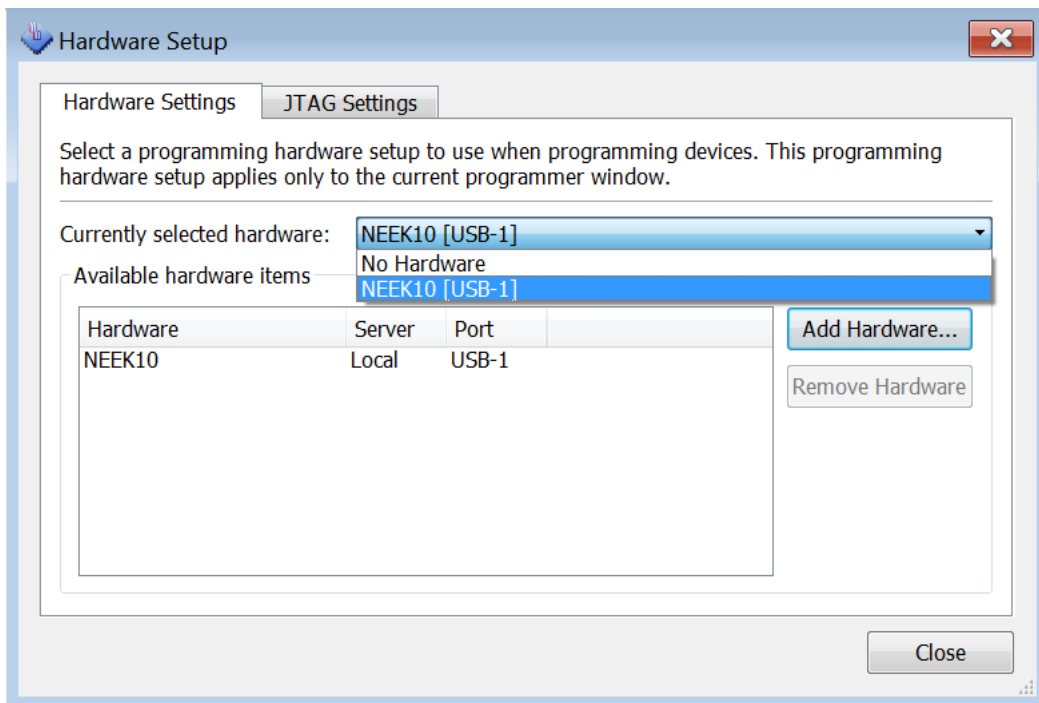 Hardware Setup
Hardware Settings
JTAG Settings
Select a programming hardware setup to use when programming devices. This programming
hardware setup applies only to the current programmer window.
Currently selected hardware:
NEEK10 [USB-1]
No Hardware
NEEK10 [USB-1]
Available hardware items
Hardware Server Port
NEEK10 Local USB-1
Add Hardware...
Remove Hardware
Close